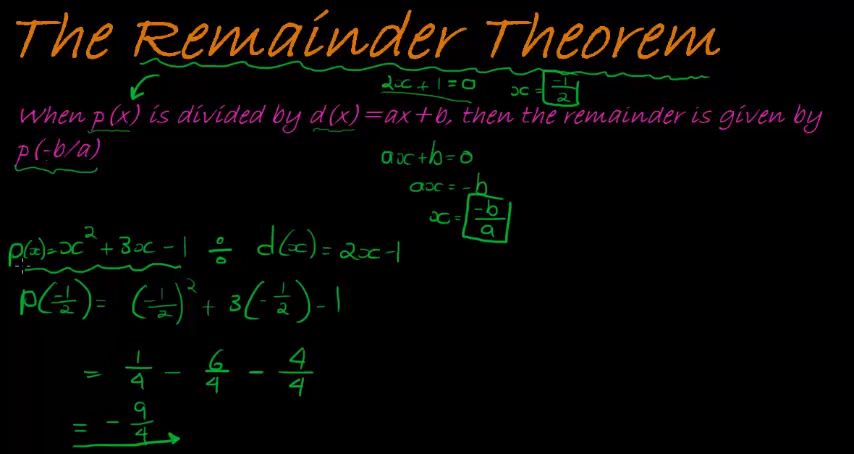 The Remainder Theorem
2x + 1 = 0 x = -1/2
When p(x) is divided by d(x)=ax+b, then the remainder is given by
p(-b/a)
ax+b=0
ax = -b
x = -b/a
p(x)=x² + 3x - 1 ÷ d(x) = 2x-1
P(-1/2) = (-1/2)² + 3(-1/2) - 1
= 1/4 - 6/4 - 4/4
= - 9/4